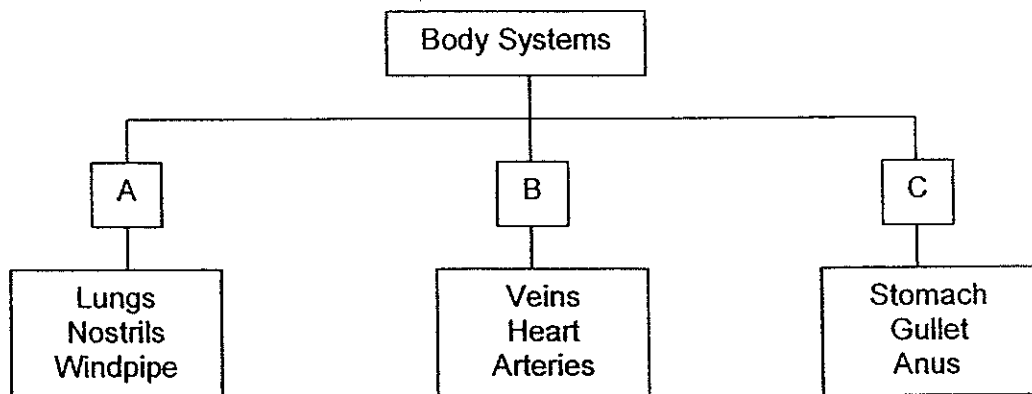 Body Systems
A
B
C
Lungs
Nostrils
Windpipe
Veins
Heart
Arteries
Stomach
Gullet
Anus